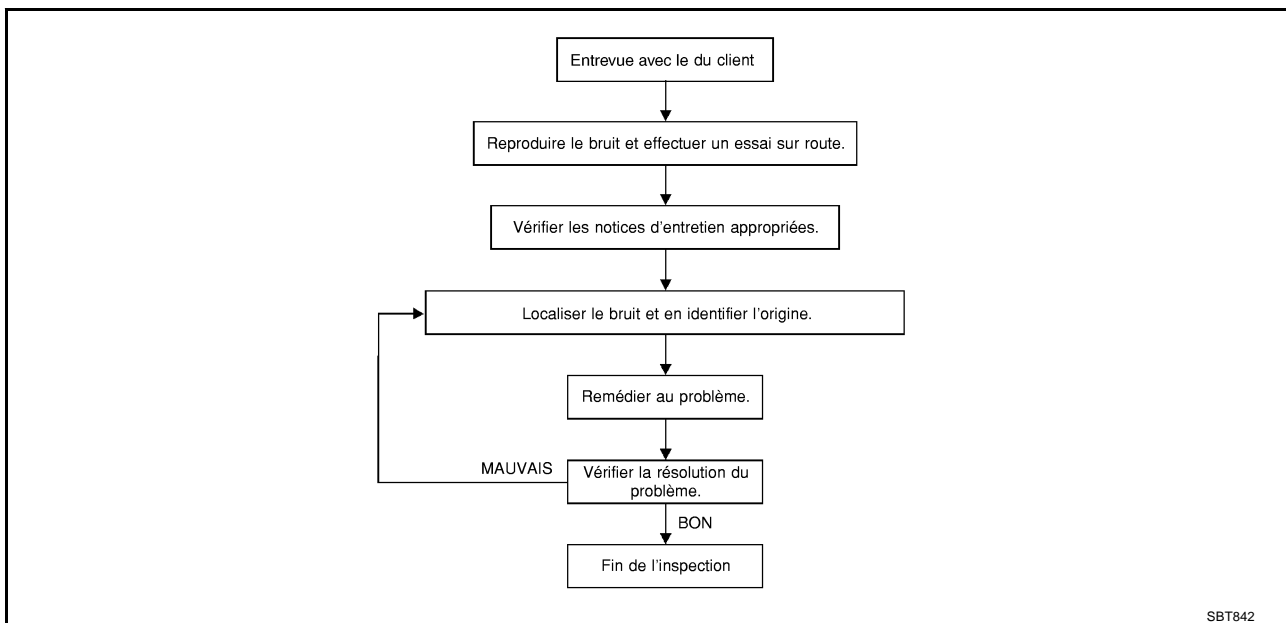 Entrevue avec le du client
Reproduire le bruit et effectuer un essai sur route.
Vérifier les notices d'entretien appropriées.
Localiser le bruit et en identifier l'origine.
Remédier au problème.
MAUVAIS
Vérifier la résolution du
problème.
BON
Fin de l'inspection
SBT842